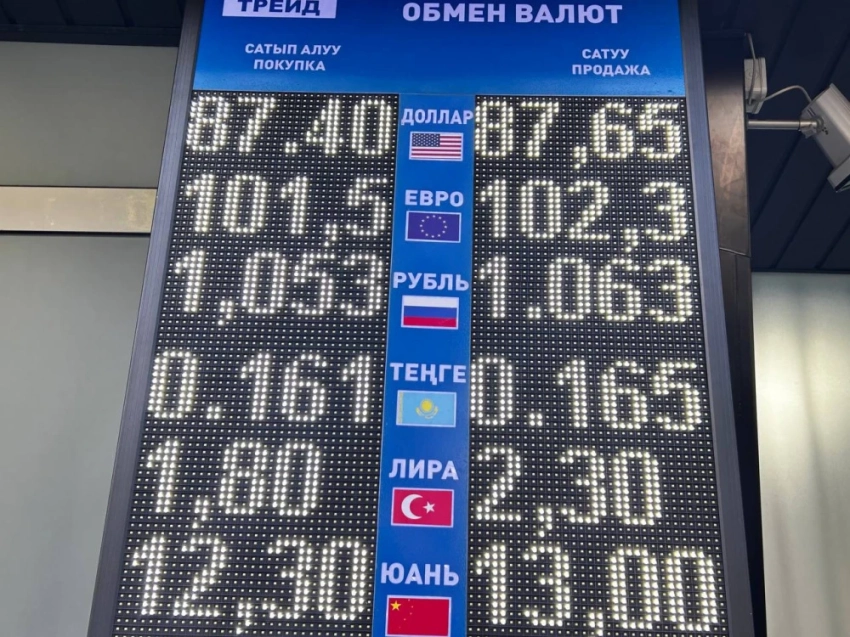 ТРЕЙД
ОБМЕН ВАЛЮТ
САТЫП АЛУУ
ПОКУПКА
САТУУ
ПРОДАЖА
87.40 ДОЛЛАР 87,65
101,5 ЕВРО 102,3
1,053 РУБЛЬ 1.063
0.161 ТЕҢГЕ 0.165
1,80 ЛИРА 2,30
12,30 ЮАНЬ 13,00